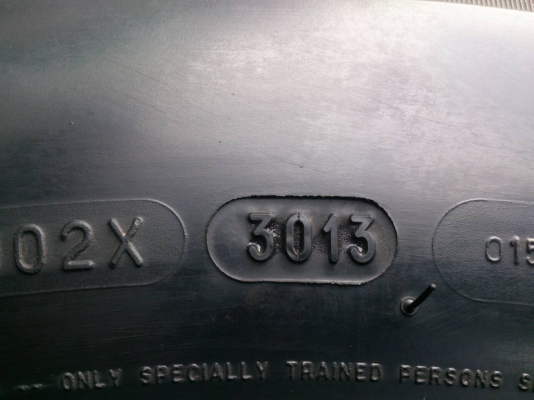 02X 3013 015
ONLY SPECIALLY TRAINED PERSONS S